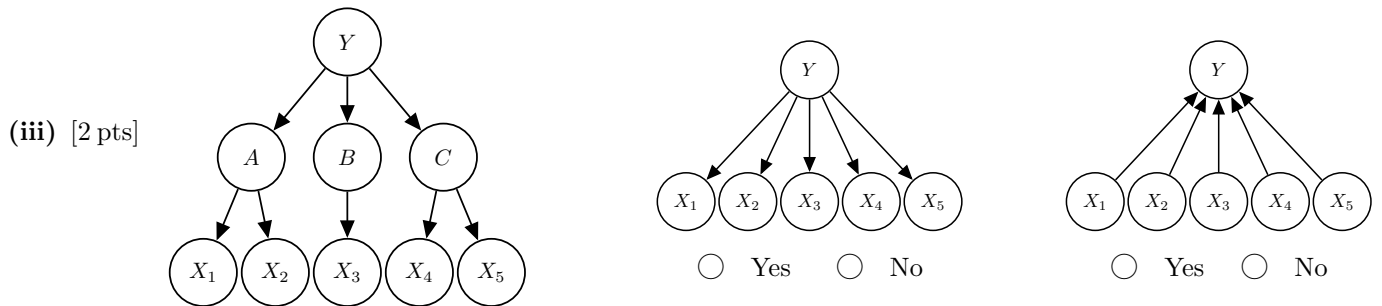 (iii) [2 pts]
Y
A B C
X₁ X₂ X₃ X₄ X₅
Y
X₁ X₂ X₃ X₄ X₅
Yes No
Y
X₁ X₂ X₃ X₄ X₅
Yes No